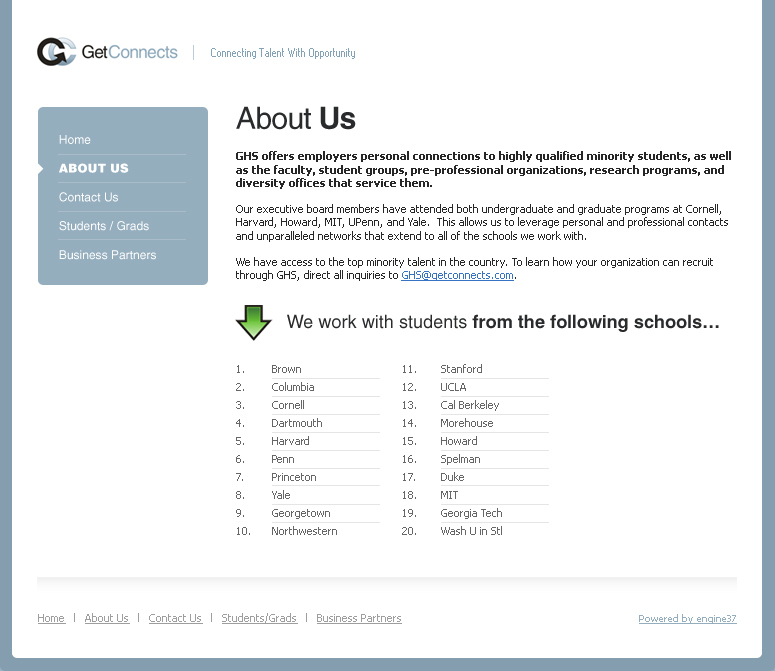 GetConnects | Connecting Talent With Opportunity
Home
ABOUT US
Contact Us
Students / Grads
Business Partners
About Us
GHS offers employers personal connections to highly qualified minority students, as well
as the faculty, student groups, pre-professional organizations, research programs, and
diversity offices that service them.
Our executive board members have attended both undergraduate and graduate programs at Cornell,
Harvard, Howard, MIT, UPenn, and Yale. This allows us to leverage personal and professional contacts
and unparalleled networks that extend to all of the schools we work with.
We have access to the top minority talent in the country. To learn how your organization can recruit
through GHS, direct all inquiries to GHS@getconnects.com.
We work with students from the following schools...
1. Brown
2. Columbia
3. Cornell
4. Dartmouth
5. Harvard
6. Penn
7. Princeton
8. Yale
9. Georgetown
10. Northwestern
11. Stanford
12. UCLA
13. Cal Berkeley
14. Morehouse
15. Howard
16. Spelman
17. Duke
18. MIT
19. Georgia Tech
20. Wash U in Stl
Home | About Us | Contact Us | Students/Grads | Business Partners
Powered by engine37